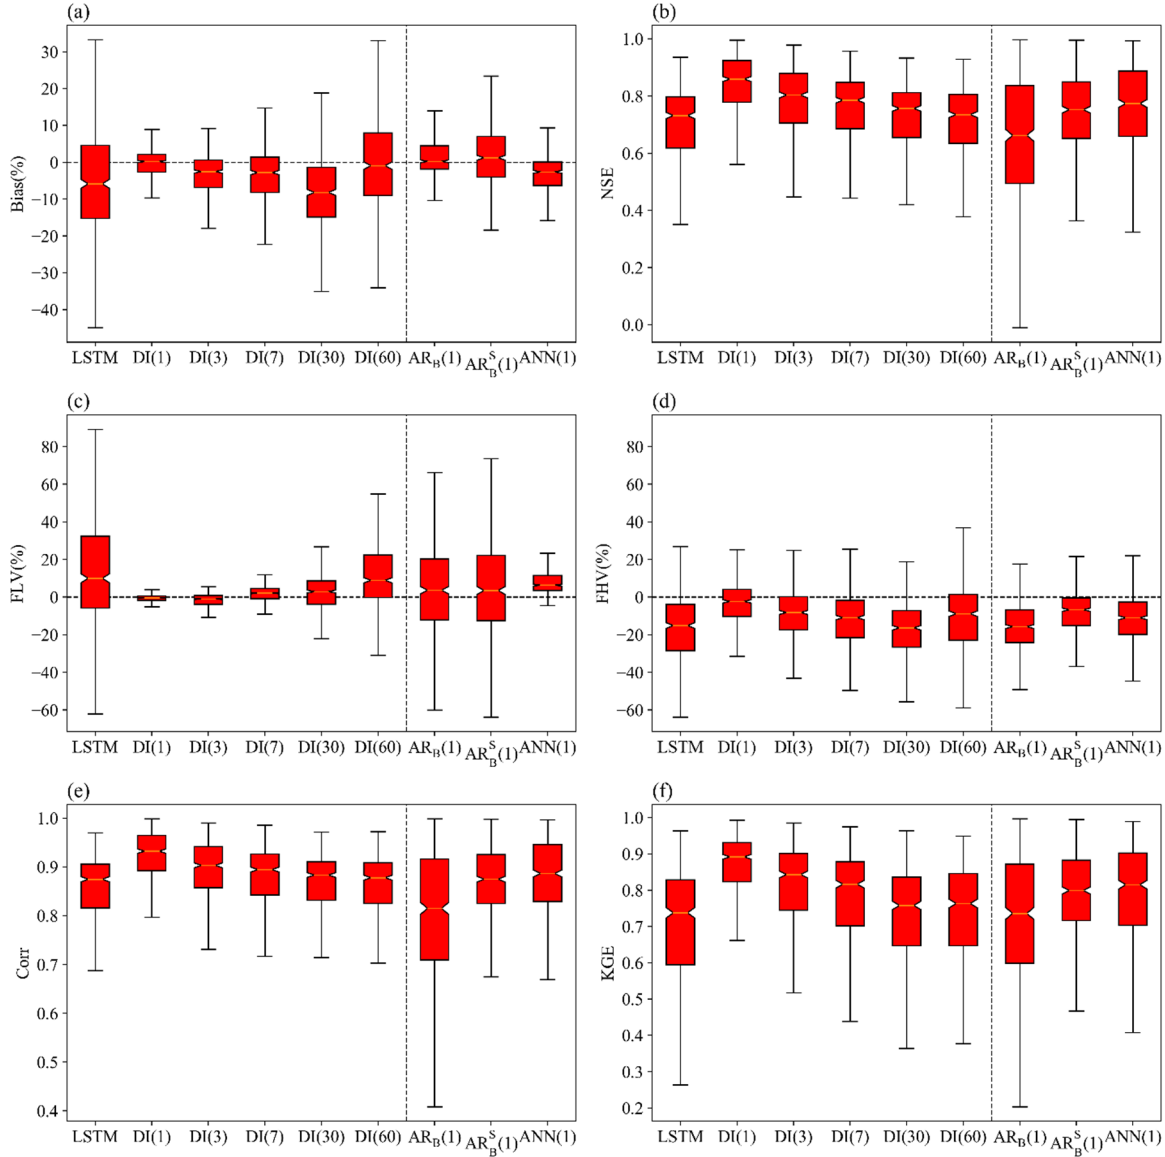 (a)
Bias(%)
30
20
10
0
−10
−20
−30
−40
LSTM DI(1) DI(3) DI(7) DI(30) DI(60) AR_B(1) AR_B^S(1) ANN(1)
(b)
NSE
1.0
0.8
0.6
0.4
0.2
0.0
LSTM DI(1) DI(3) DI(7) DI(30) DI(60) AR_B(1) AR_B^S(1) ANN(1)
(c)
FLV(%)
80
60
40
20
0
−20
−40
−60
LSTM DI(1) DI(3) DI(7) DI(30) DI(60) AR_B(1) AR_B^S(1) ANN(1)
(d)
FHV(%)
80
60
40
20
0
−20
−40
−60
LSTM DI(1) DI(3) DI(7) DI(30) DI(60) AR_B(1) AR_B^S(1) ANN(1)
(e)
Corr
1.0
0.9
0.8
0.7
0.6
0.5
0.4
LSTM DI(1) DI(3) DI(7) DI(30) DI(60) AR_B(1) AR_B^S(1) ANN(1)
(f)
KGE
1.0
0.9
0.8
0.7
0.6
0.5
0.4
0.3
0.2
LSTM DI(1) DI(3) DI(7) DI(30) DI(60) AR_B(1) AR_B^S(1) ANN(1)